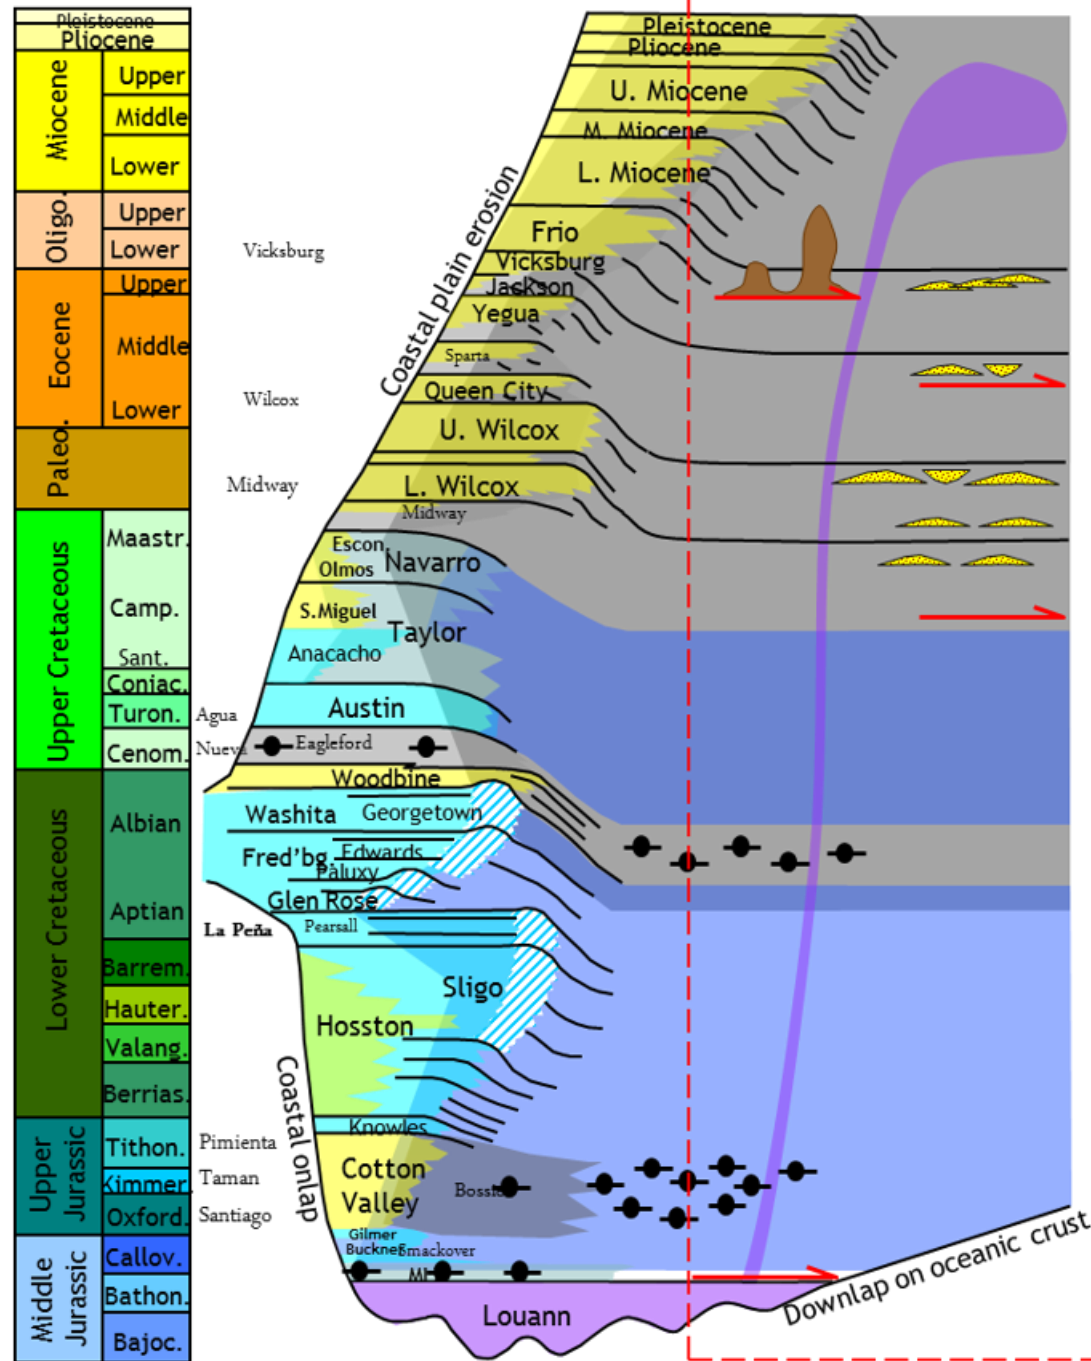 Pleistocene
Pliocene
Miocene
Upper
Middle
Lower
Oligo.
Upper
Lower
Eocene
Upper
Middle
Lower
Paleo.
Upper Cretaceous
Maastr.
Camp.
Sant.
Coniac.
Turon.
Cenom.
Lower Cretaceous
Albian
Aptian
Barrem.
Hauter.
Valang.
Berrias.
Upper
Jurassic
Tithon.
Kimmer.
Oxford.
Middle
Jurassic
Callov.
Bathon.
Bajoc.
Vicksburg
Wilcox
Midway
Agua
Nueva
La Peña
Pimienta
Taman
Santiago
Coastal plain erosion
Coastal onlap
Pleistocene
Pliocene
U. Miocene
M. Miocene
L. Miocene
Frio
Vicksburg
Jackson
Yegua
Sparta
Queen City
U. Wilcox
L. Wilcox
Midway
Escon.
Olmos
Navarro
S.Miguel
Taylor
Anacacho
Austin
Eagleford
Woodbine
Washita
Georgetown
Fred'bg
Edwards
Paluxy
Glen Rose
Pearsall
Sligo
Hosston
Knowles
Cotton
Valley
Bossier
Gilmer
Buckner
Smackover
Louann
Downlap on oceanic crust